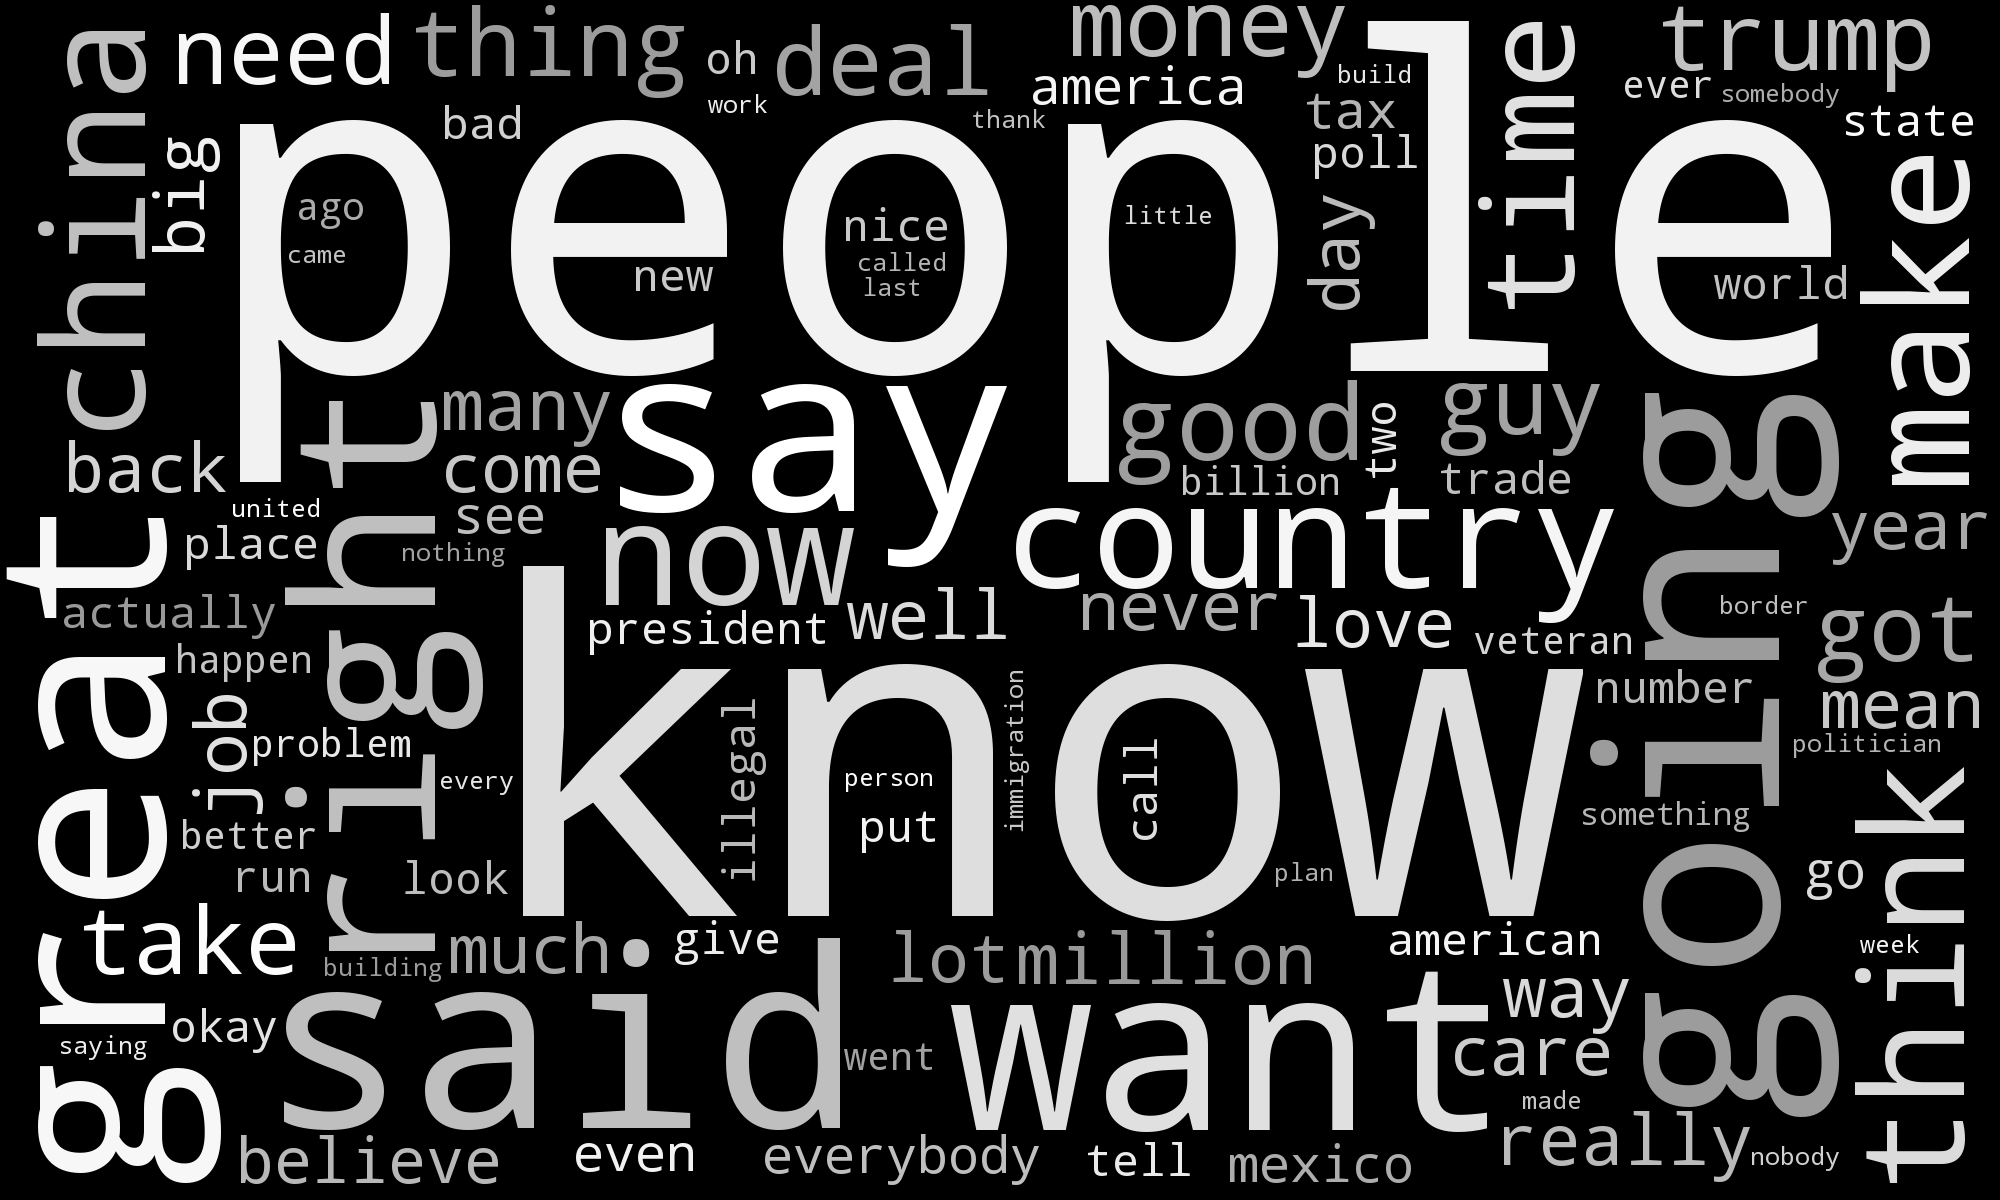 china
need
thing
oh
deal
money
time
trump
america
build
ever
somebody
work
bad
thank
tax
state
big
people
poll
make
ago
nice
little
day
came
new
called
last
world
right
many
say
good
two
guy
going
back
come
billion
trade
great
united
see
now
country
year
place
nothing
actually
know
president
well
never
love
veteran
border
got
happen
job
problem
every
illegal
person
immigration
call
number
mean
politician
think
better
put
something
run
look
plan
go
take
building
much
give
lot
million
american
week
okay
saying
said
went
want
way
care
made
believe
even
everybody
tell
mexico
really
nobody